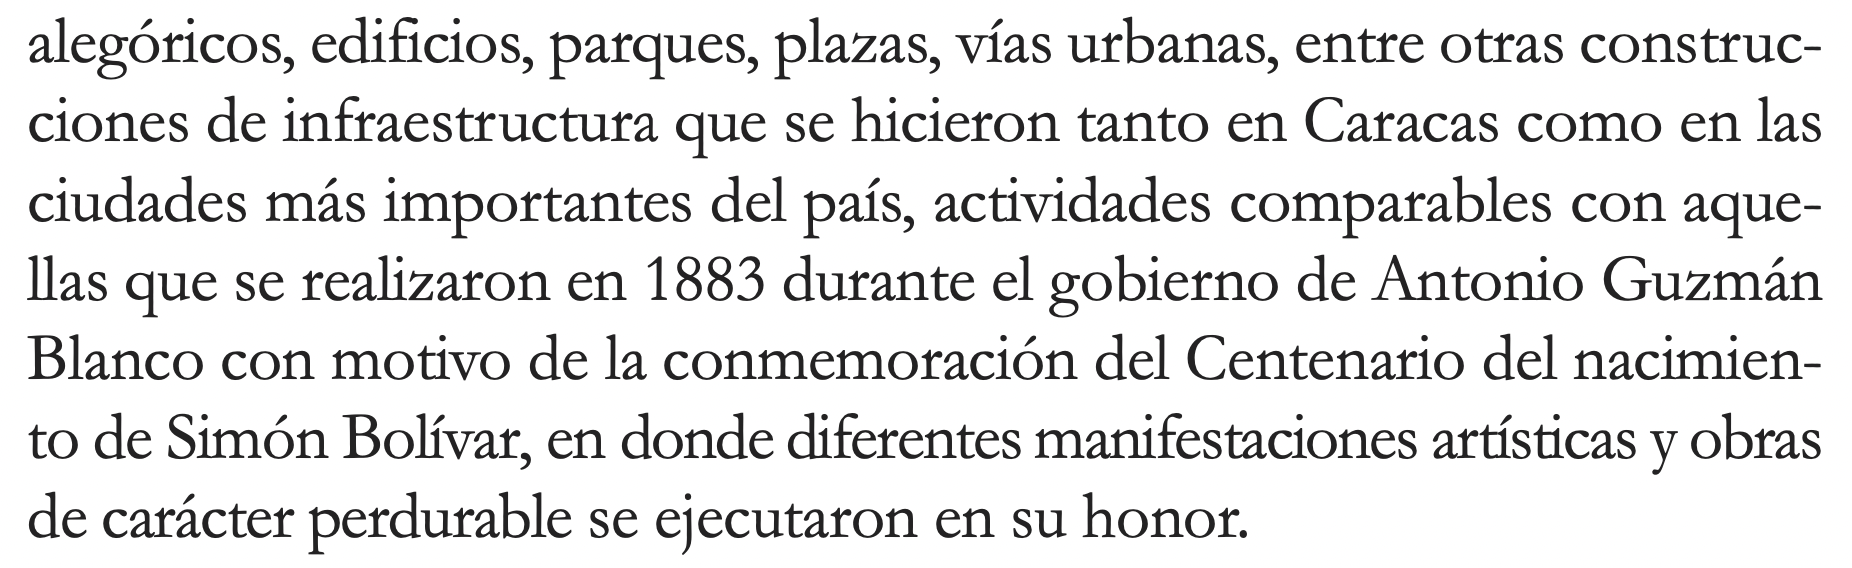 alegóricos, edificios, parques, plazas, vías urbanas, entre otras construc-
ciones de infraestructura que se hicieron tanto en Caracas como en las
ciudades más importantes del país, actividades comparables con aque-
llas que se realizaron en 1883 durante el gobierno de Antonio Guzmán
Blanco con motivo de la conmemoración del Centenario del nacimien-
to de Simón Bolívar, en donde diferentes manifestaciones artísticas y obras
de carácter perdurable se ejecutaron en su honor.